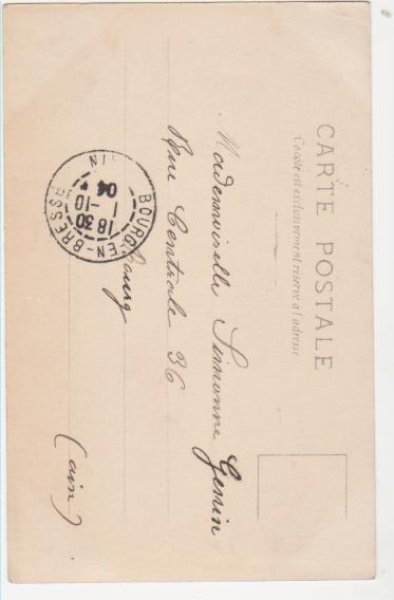 CARTE POSTALE
Ce côté est exclusivement réservé à l'adresse
Mademoiselle Simonne Genin
Rue Centrale 36
Bourg
(ain)
BOURG-EN-BRESSE
AIN
18 30
1-10
04